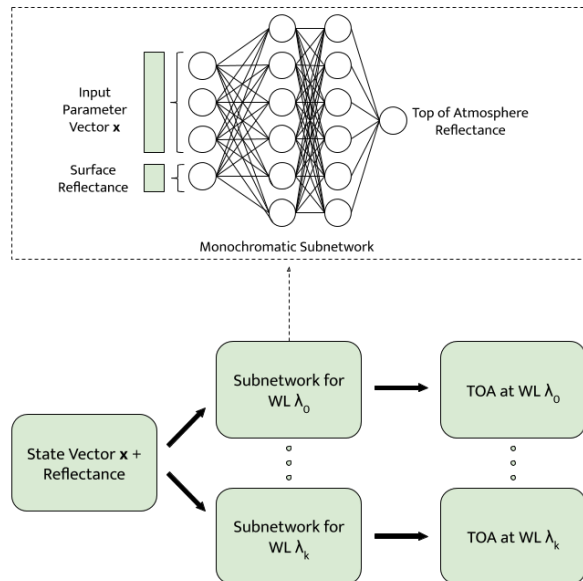 Input
Parameter
Vector x
Surface
Reflectance
Top of Atmosphere
Reflectance
Monochromatic Subnetwork
State Vector x +
Reflectance
Subnetwork for
WL λ₀
TOA at WL λ₀
Subnetwork for
WL λₖ
TOA at WL λₖ